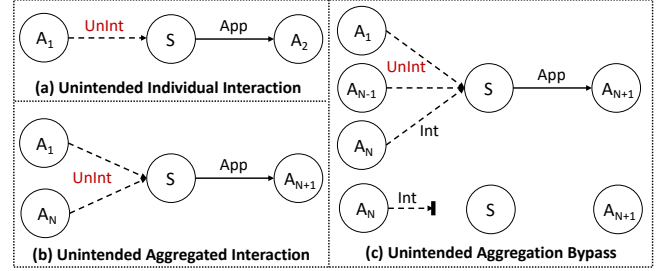 A1 UnInt S App A2
(a) Unintended Individual Interaction
A1
UnInt S App AN+1
AN
(b) Unintended Aggregated Interaction
A1
UnInt
AN-1 S App AN+1
Int
AN
AN Int S AN+1
(c) Unintended Aggregation Bypass